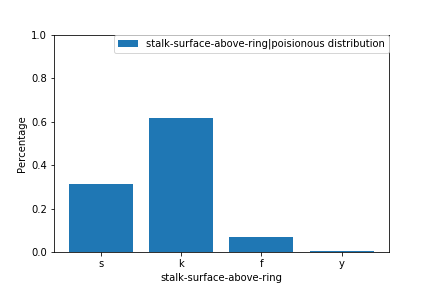 1.0
stalk-surface-above-ring|poisionous distribution
0.8
0.6
Percentage
0.4
0.2
0.0
s k f y
stalk-surface-above-ring